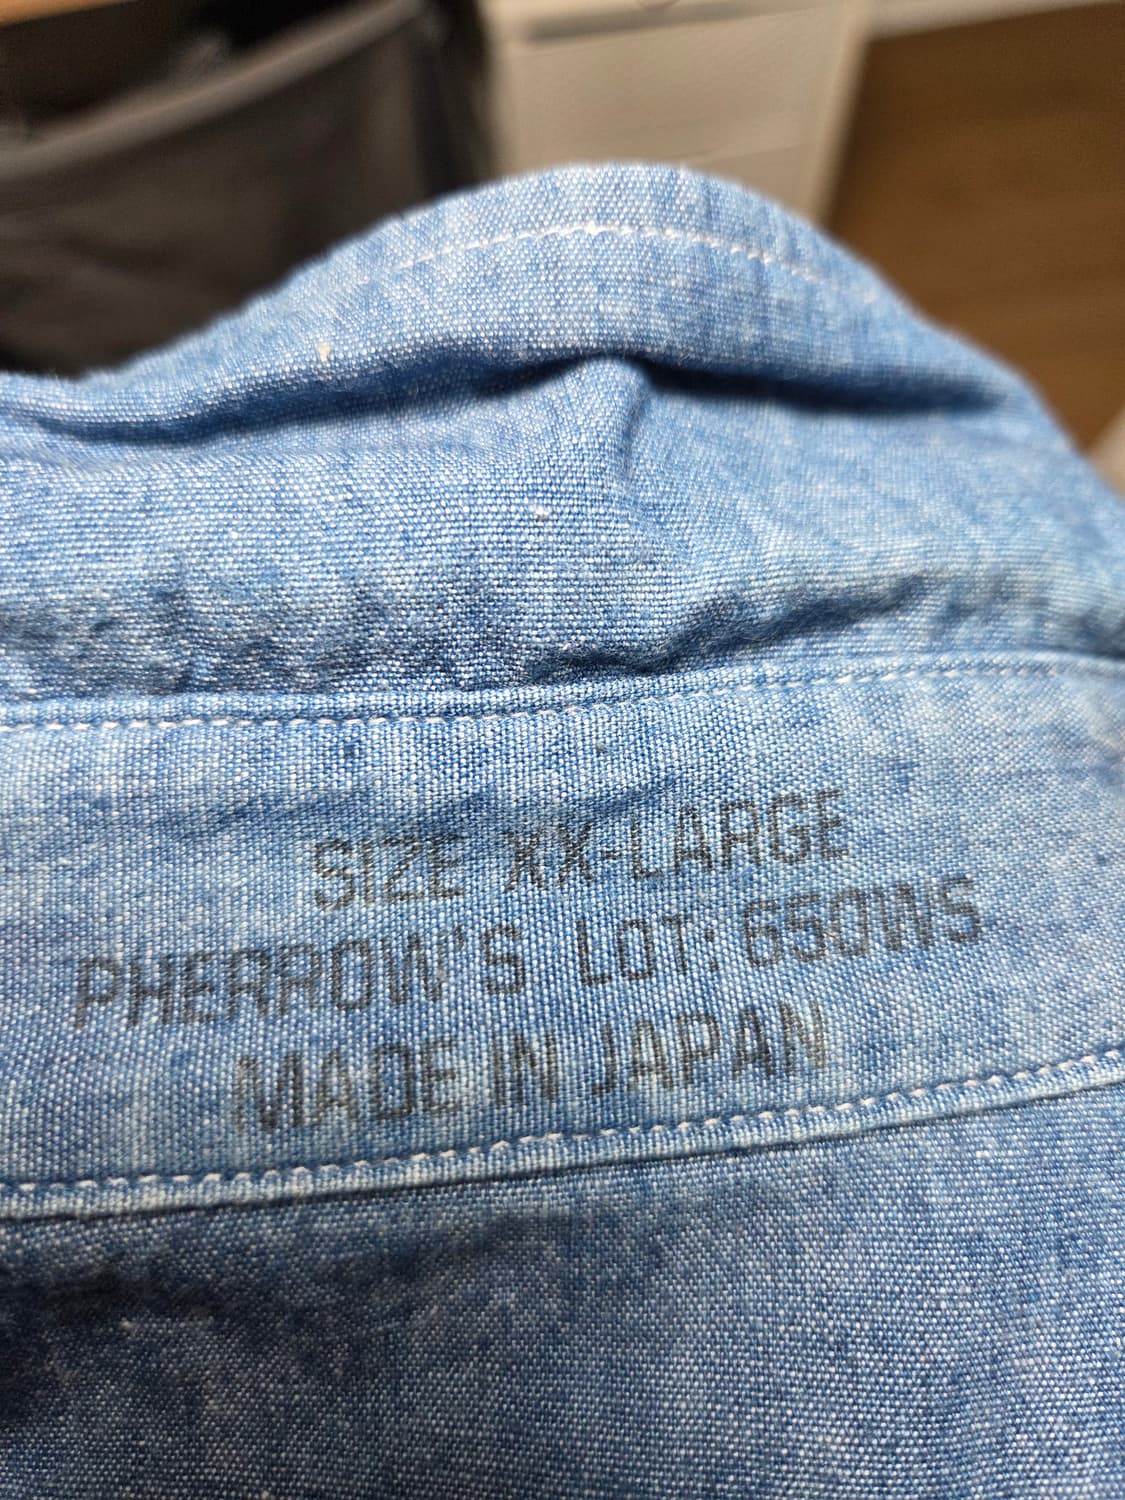 SIZE XX-LARGE
PHERROW'S LOT: 650WS
MADE IN JAPAN